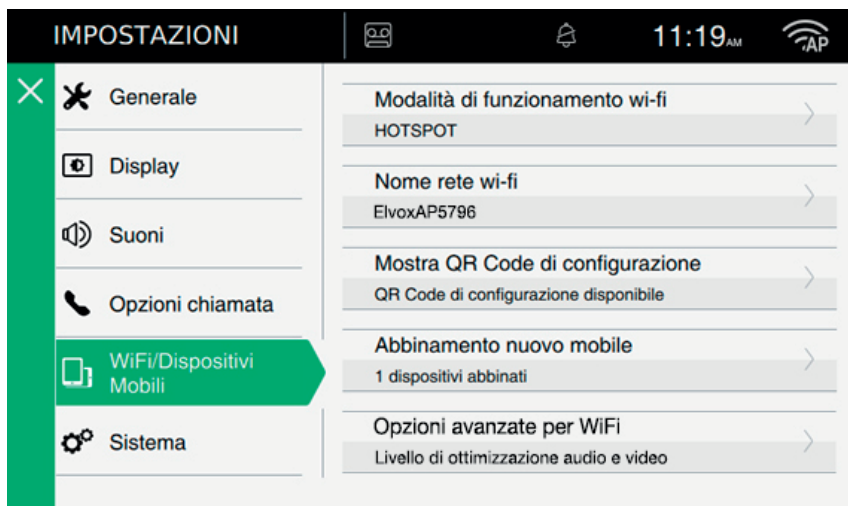 IMPOSTAZIONI
11:19AM
AP
Generale
Display
Suoni
Opzioni chiamata
WiFi/Dispositivi
Mobili
Sistema
Modalità di funzionamento wi-fi
HOTSPOT
Nome rete wi-fi
ElvoxAP5796
Mostra QR Code di configurazione
QR Code di configurazione disponibile
Abbinamento nuovo mobile
1 dispositivi abbinati
Opzioni avanzate per WiFi
Livello di ottimizzazione audio e video